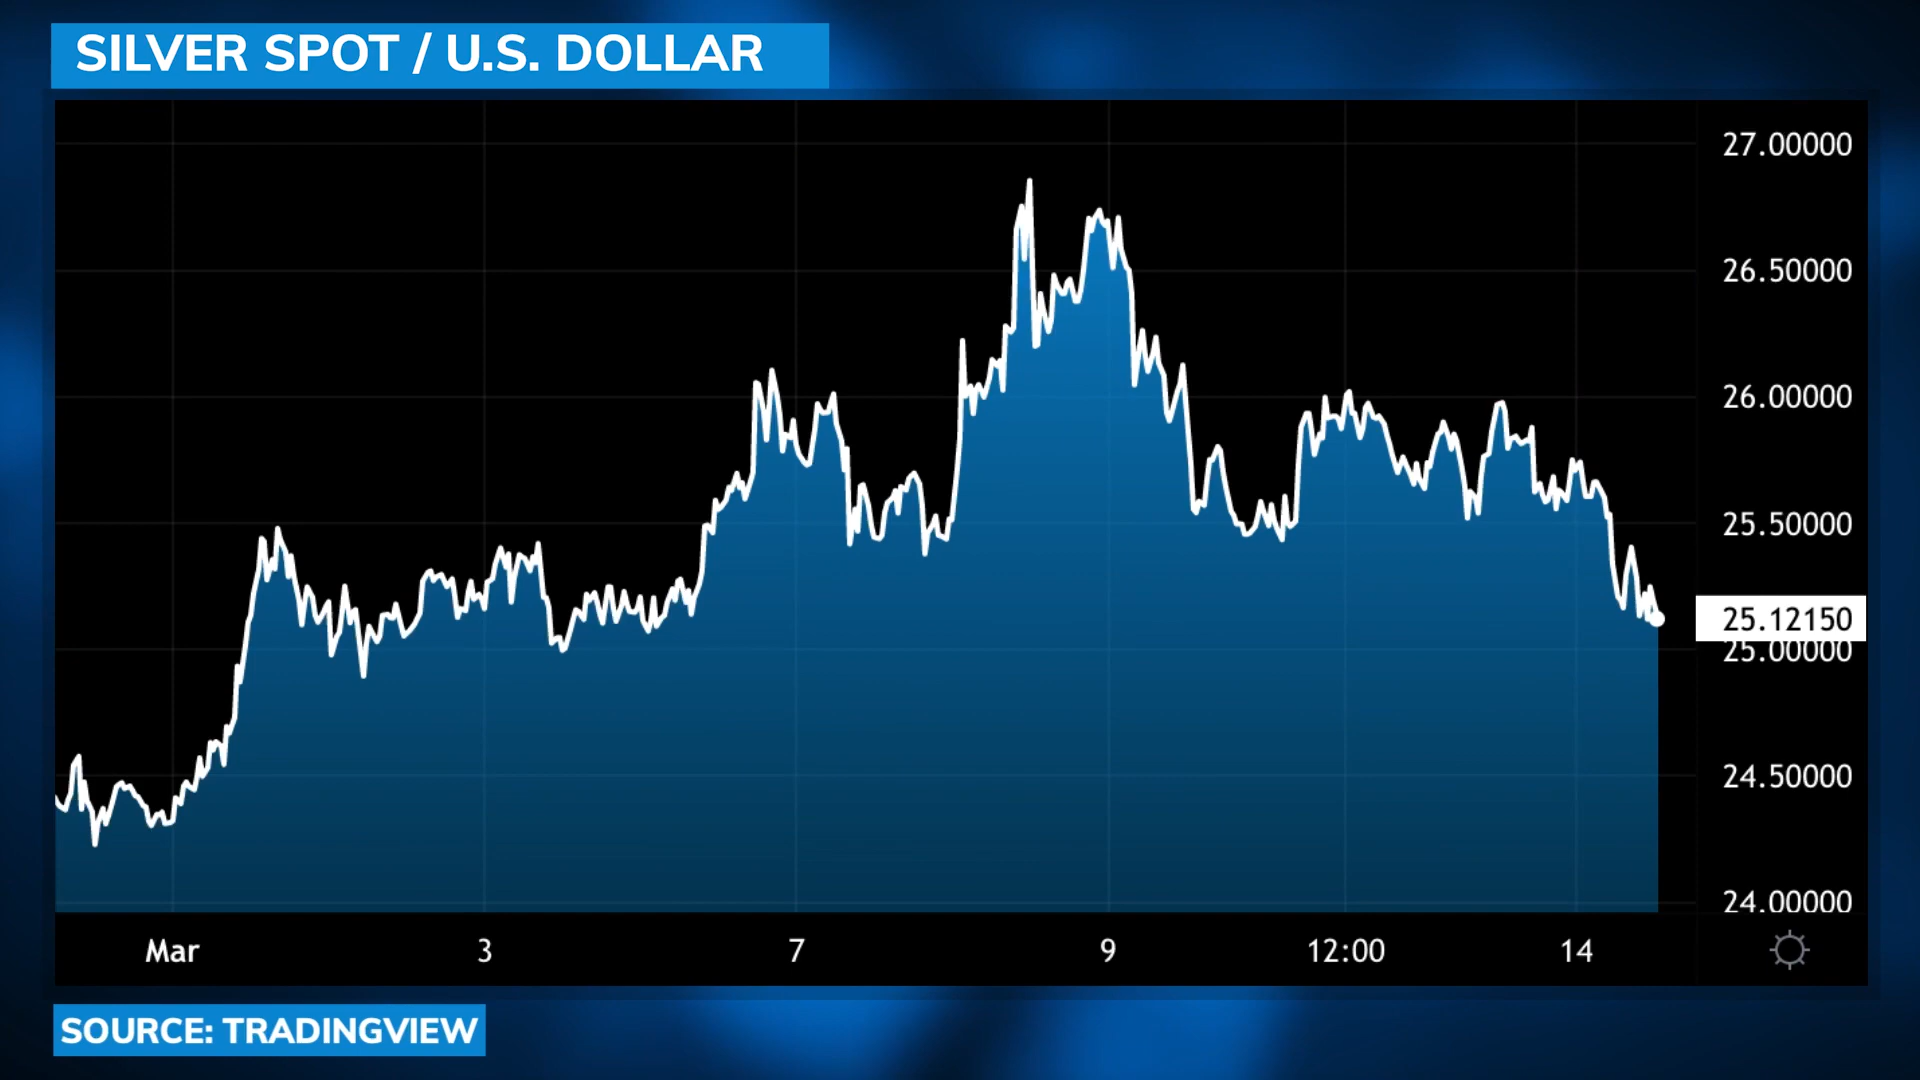 SILVER SPOT / U.S. DOLLAR
27.00000
26.50000
26.00000
25.50000
25.12150
25.00000
24.50000
24.00000
Mar 3 7 9 12:00 14
SOURCE: TRADINGVIEW